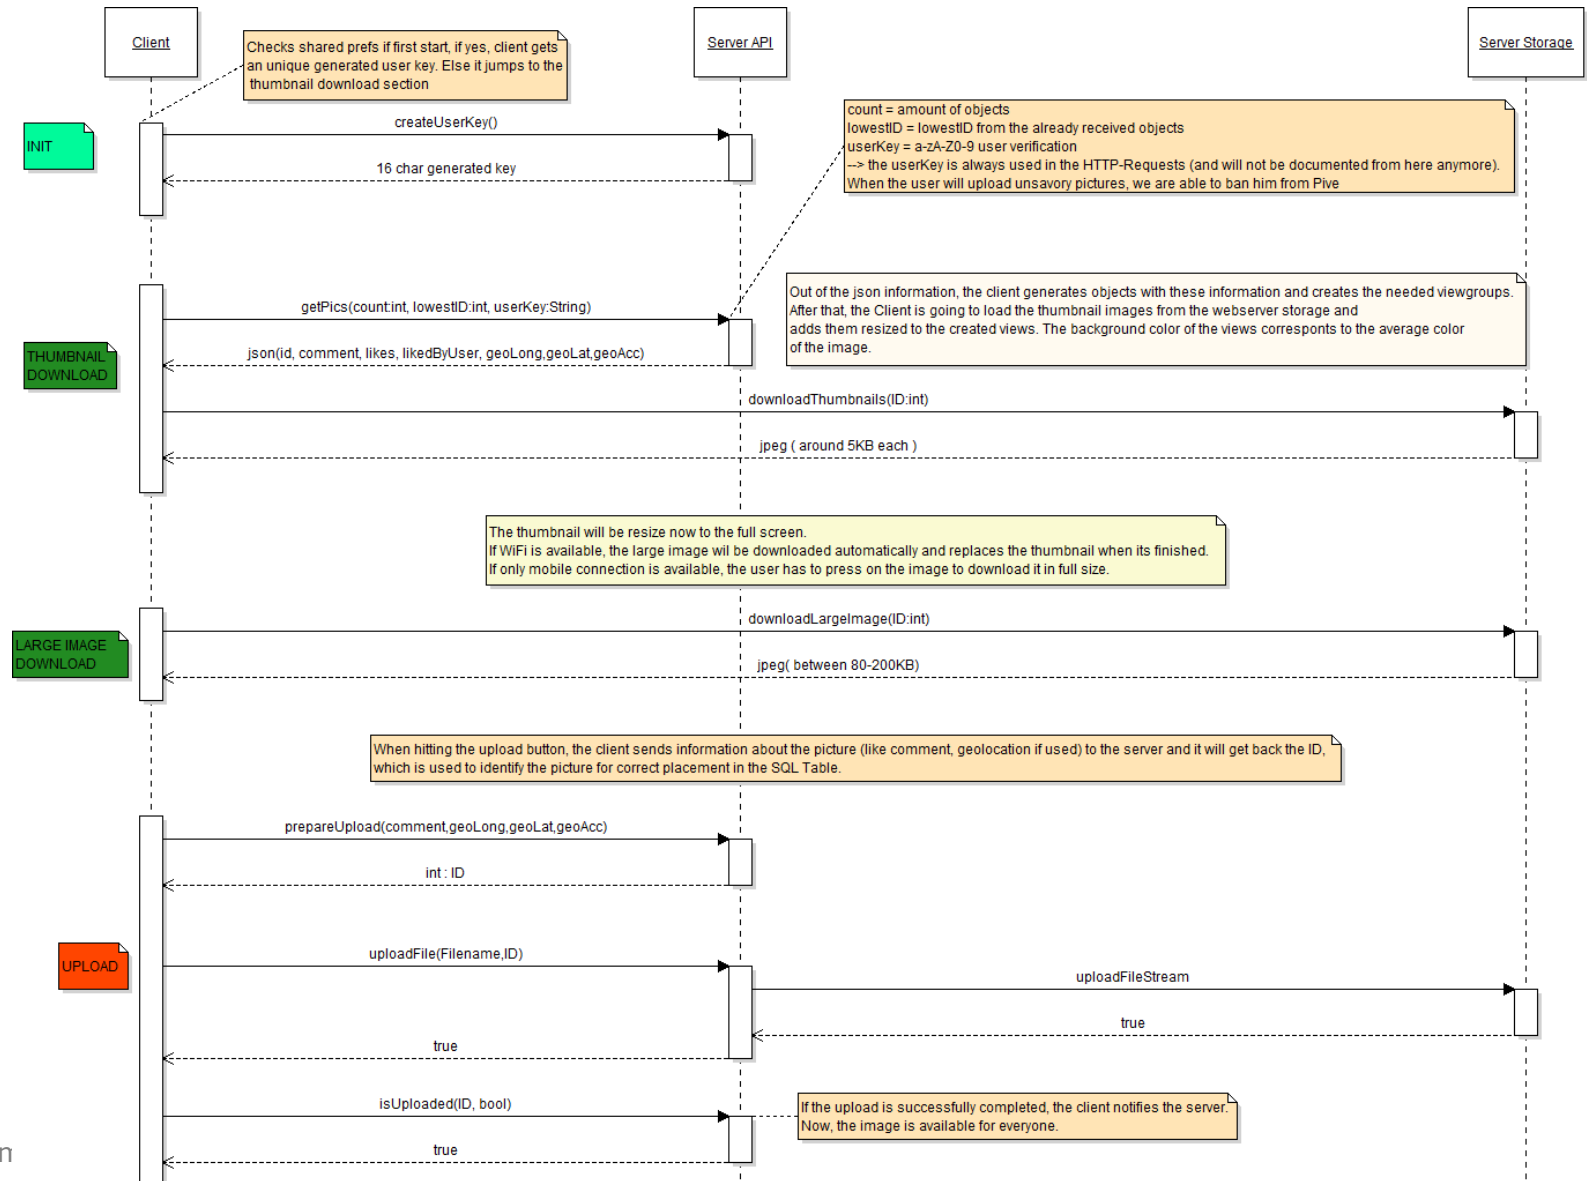 Client
Server API
Server Storage
Checks shared prefs if first start, if yes, client gets
an unique generated user key. Else it jumps to the
thumbnail download section
count = amount of objects
lowestID = lowestID from the already received objects
userKey = a-zA-Z0-9 user verification
--> the userKey is always used in the HTTP-Requests (and will not be documented from here anymore).
When the user will upload unsavory pictures, we are able to ban him from Pive
INIT
createUserKey()
16 char generated key
Out of the json information, the client generates objects with these information and creates the needed viewgroups.
After that, the Client is going to load the thumbnail images from the webserver storage and
adds them resized to the created views. The background color of the views corresponts to the average color
of the image.
getPics(count:int, lowestID:int, userKey:String)
THUMBNAIL
DOWNLOAD
json(id, comment, likes, likedByUser, geoLong,geoLat,geoAcc)
downloadThumbnails(ID:int)
jpeg ( around 5KB each )
The thumbnail will be resize now to the full screen.
If WiFi is available, the large image wil be downloaded automatically and replaces the thumbnail when its finished.
If only mobile connection is available, the user has to press on the image to download it in full size.
LARGE IMAGE
DOWNLOAD
downloadLargeImage(ID:int)
jpeg( between 80-200KB)
When hitting the upload button, the client sends information about the picture (like comment, geolocation if used) to the server and it will get back the ID,
which is used to identify the picture for correct placement in the SQL Table.
prepareUpload(comment,geoLong,geoLat,geoAcc)
int : ID
UPLOAD
uploadFile(Filename,ID)
uploadFileStream
true
true
isUploaded(ID, bool)
If the upload is successfully completed, the client notifies the server.
Now, the image is available for everyone.
true